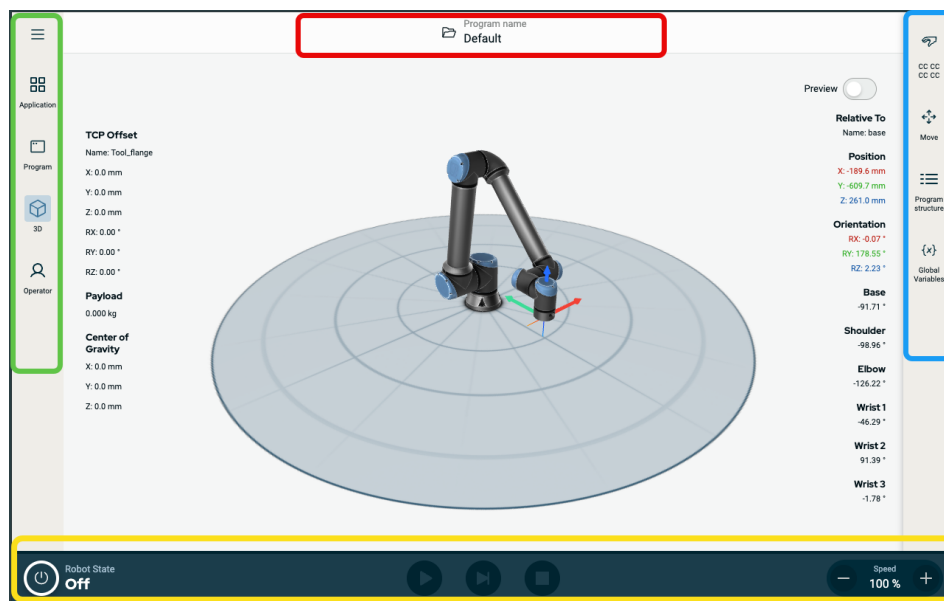 Program name
Default
Application
Program
3D
Operator
TCP Offset
Name: Tool_flange
X: 0.0 mm
Y: 0.0 mm
Z: 0.0 mm
RX: 0.00 °
RY: 0.00 °
RZ: 0.00 °
Payload
0.000 kg
Center of
Gravity
X: 0.0 mm
Y: 0.0 mm
Z: 0.0 mm
Preview
Relative To
Name: base
Position
X: -189.6 mm
Y: -609.7 mm
Z: 261.0 mm
Orientation
RX: -0.07 °
RY: 178.55 °
RZ: 2.23 °
Base
-91.71 °
Shoulder
-98.96 °
Elbow
-126.22 °
Wrist 1
-46.29 °
Wrist 2
91.39 °
Wrist 3
-1.78 °
CC CC
CC CC
Move
Program
structure
{x}
Global
Variables
Robot State
Off
Speed
100 %